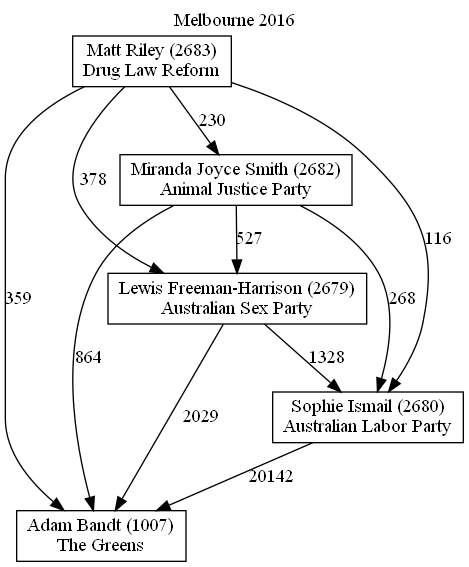 Melbourne 2016
Matt Riley (2683)
Drug Law Reform
230
Miranda Joyce Smith (2682)
Animal Justice Party
378
527
116
Lewis Freeman-Harrison (2679)
Australian Sex Party
359
268
864
1328
Sophie Ismail (2680)
Australian Labor Party
2029
20142
Adam Bandt (1007)
The Greens